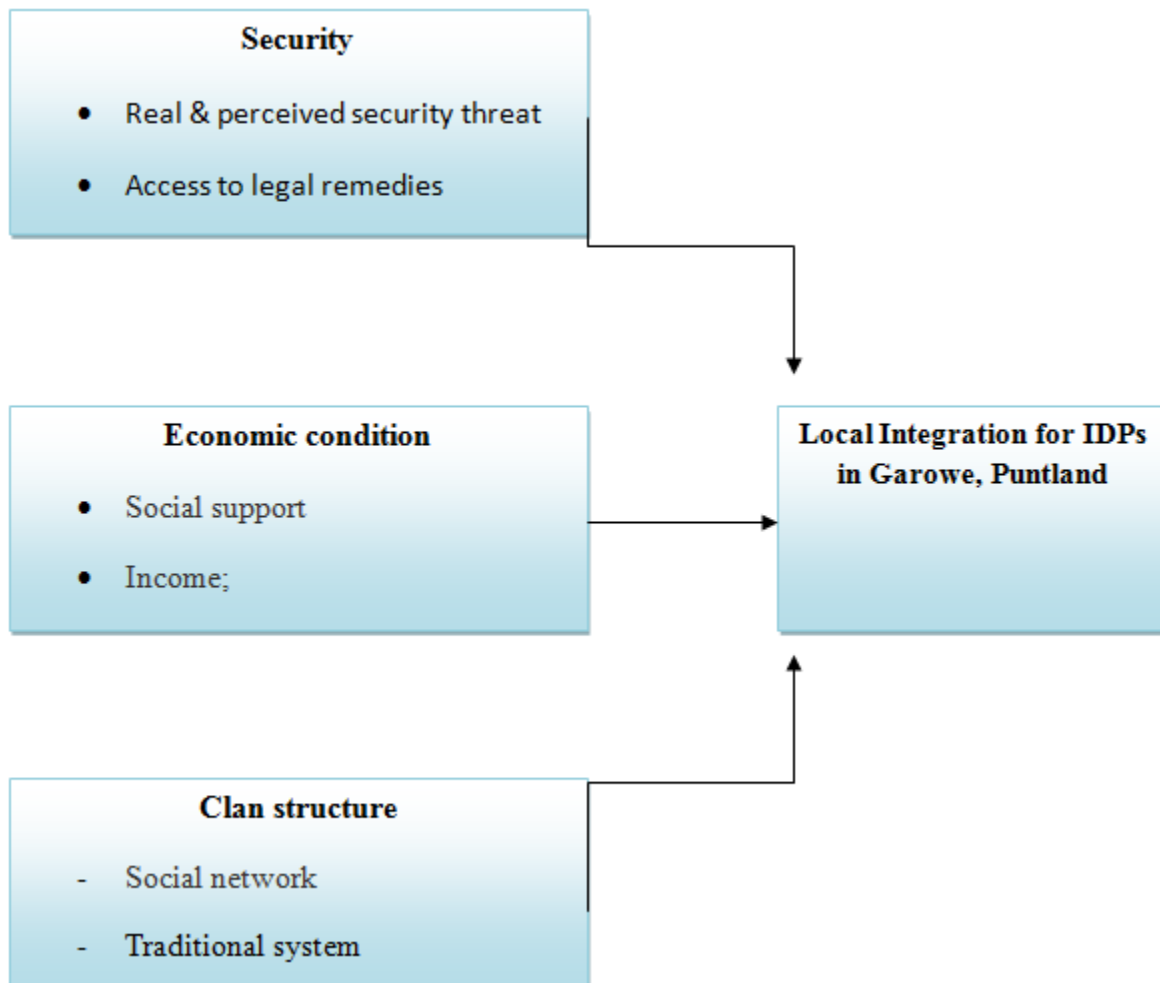 Security
• Real & perceived security threat
• Access to legal remedies
Economic condition
• Social support
• Income;
Local Integration for IDPs
in Garowe, Puntland
Clan structure
- Social network
- Traditional system